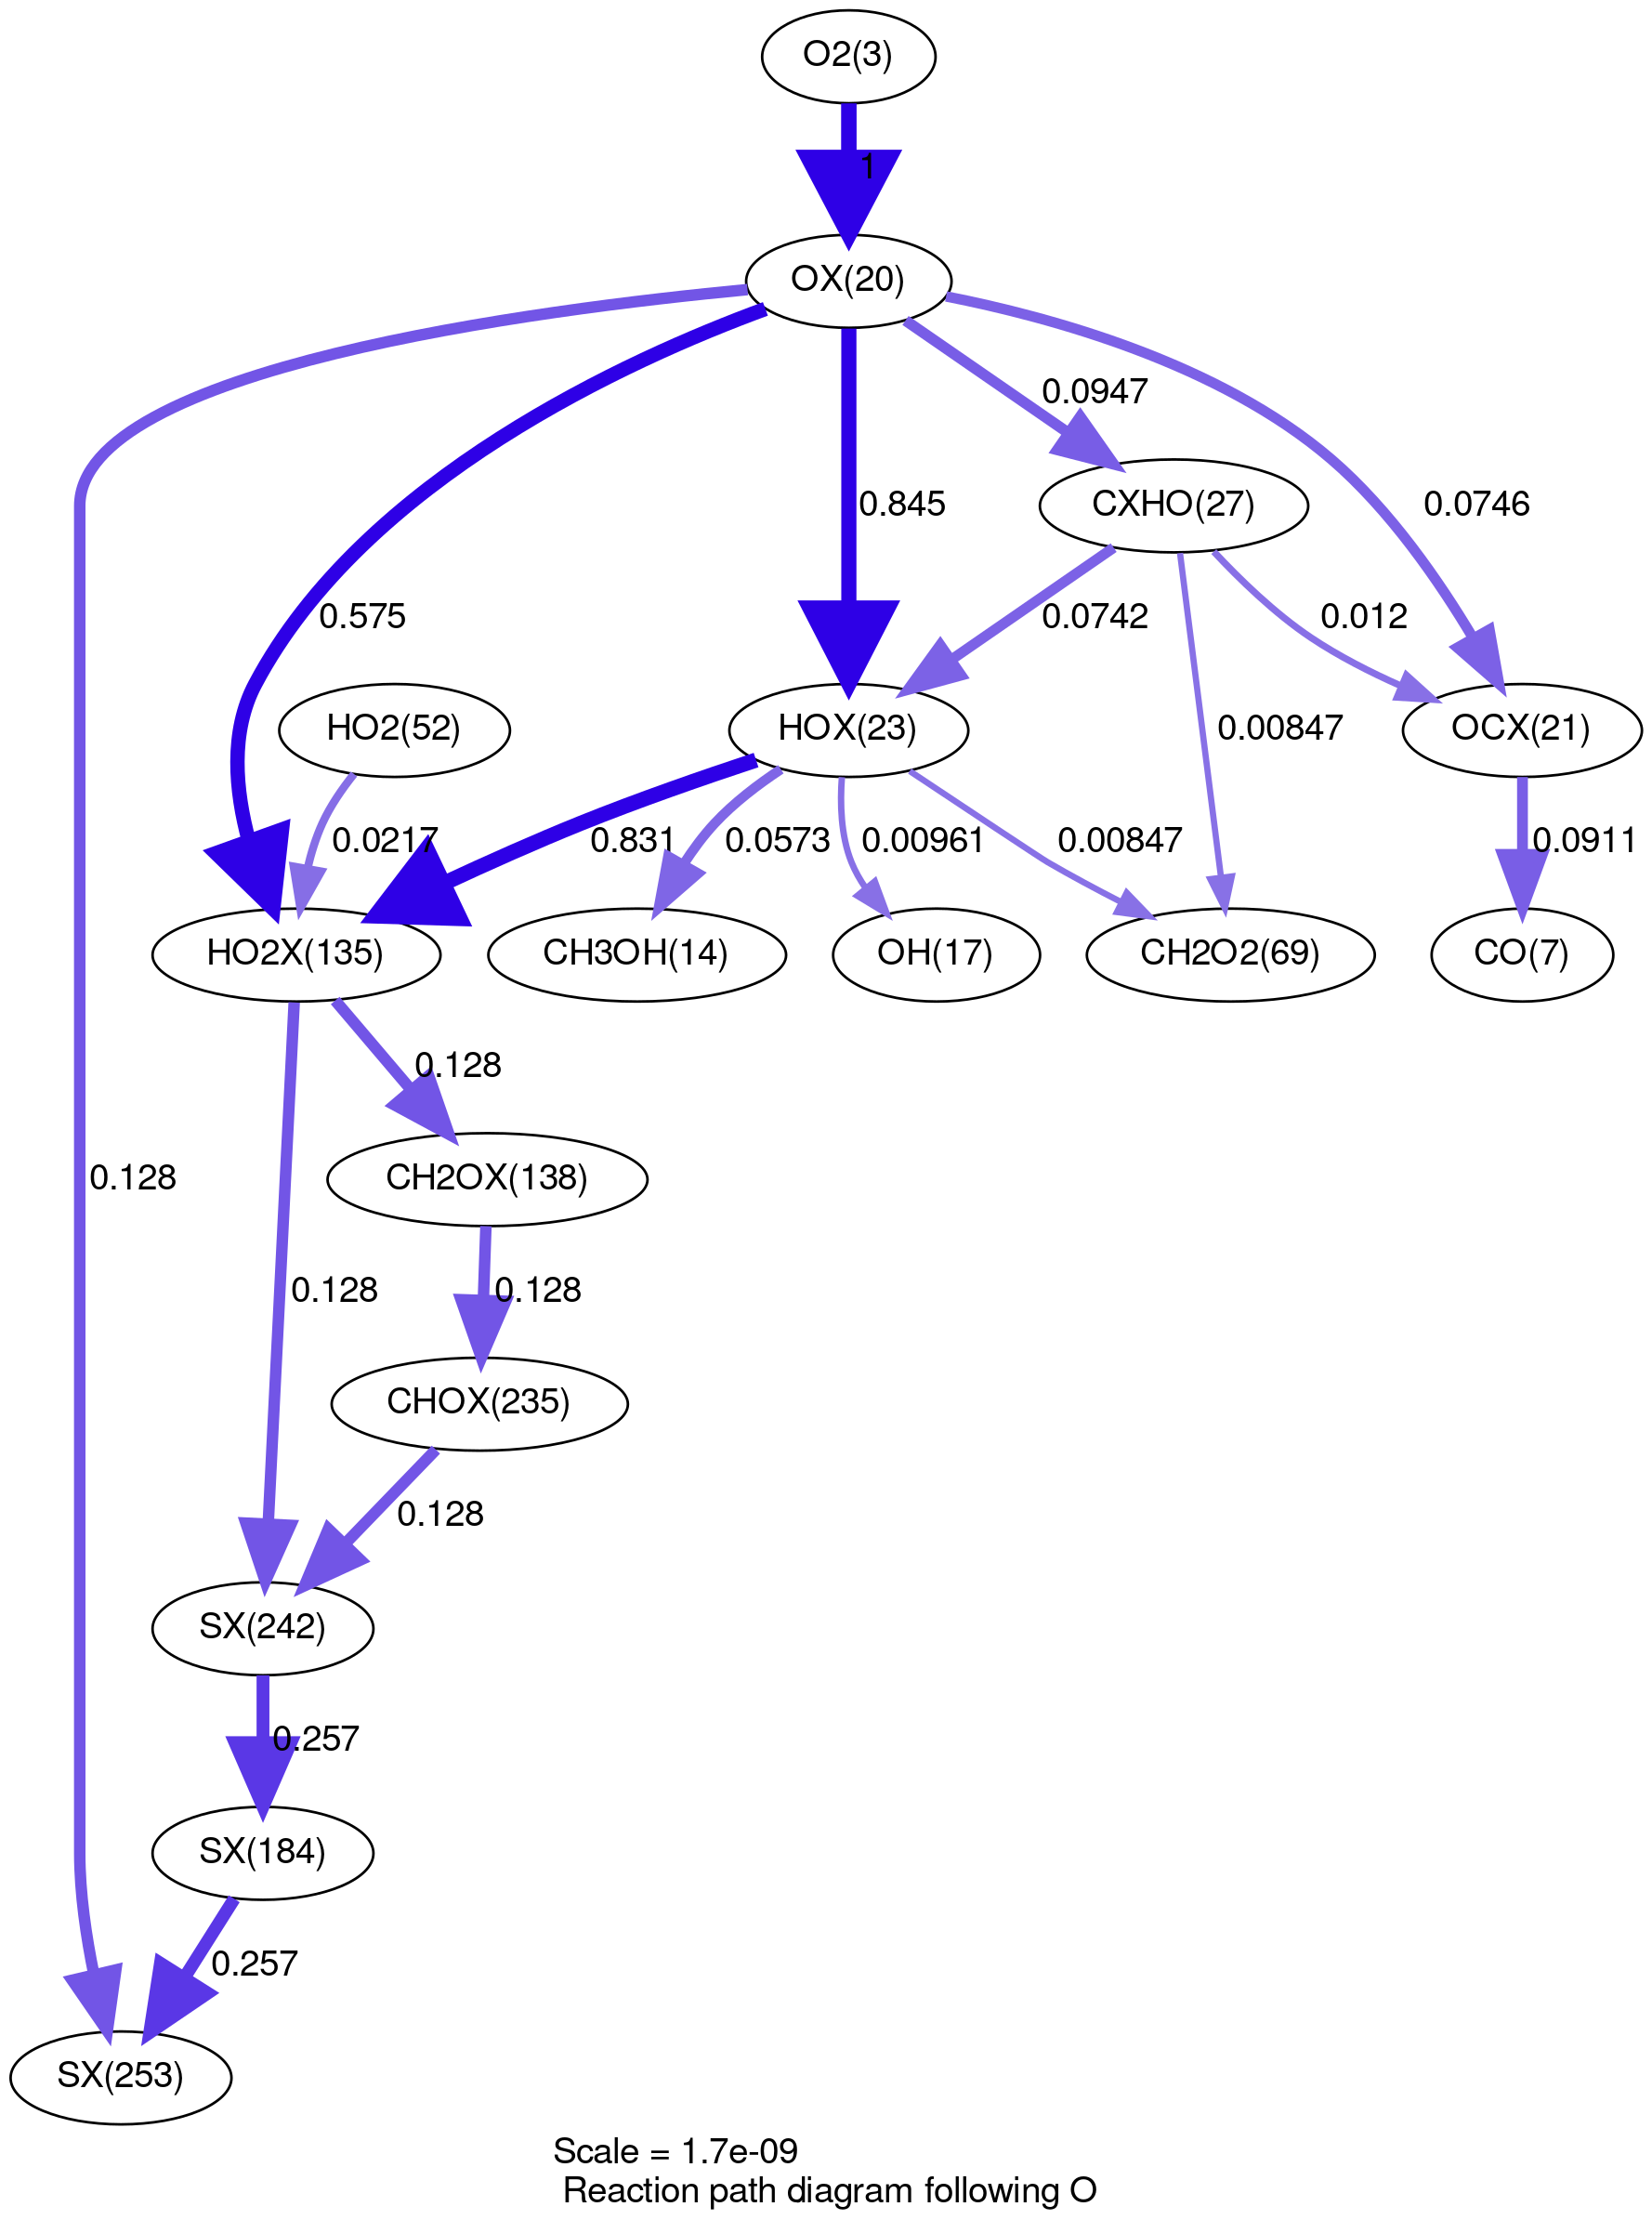 O2(3)
1
OX(20)
0.0947
0.845
CXHO(27)
0.0746
0.575
0.0742
0.012
HO2(52)
HOX(23)
0.00847
OCX(21)
0.0217
0.831
0.0573
0.00961
0.00847
0.0911
HO2X(135)
CH3OH(14)
OH(17)
CH2O2(69)
CO(7)
0.128
0.128
CH2OX(138)
0.128
0.128
CHOX(235)
0.128
SX(242)
0.257
SX(184)
0.257
SX(253)
Scale = 1.7e-09
Reaction path diagram following O